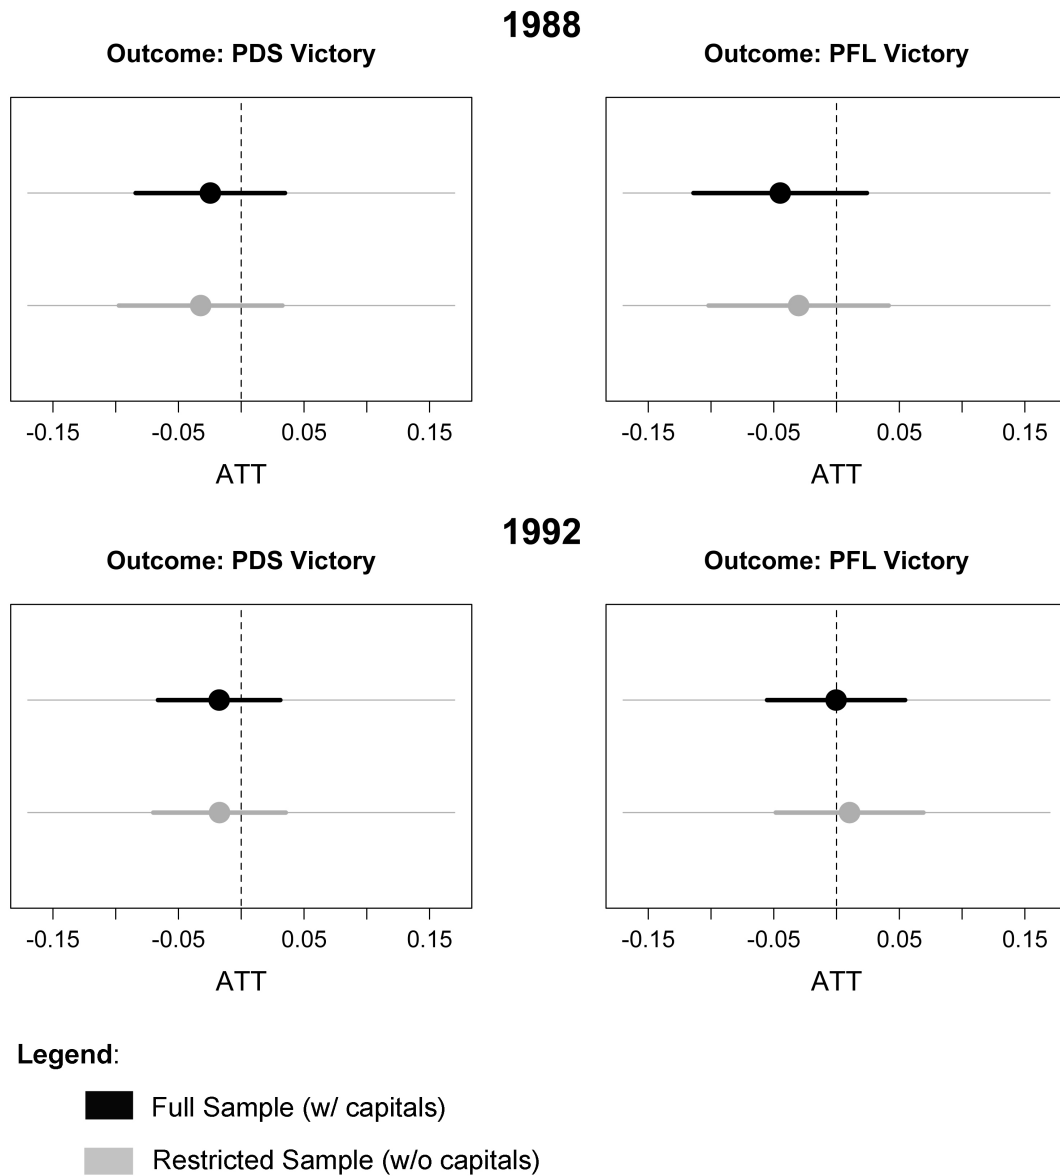 1988
Outcome: PDS Victory
Outcome: PFL Victory
-0.15 -0.05 0.05 0.15
-0.15 -0.05 0.05 0.15
ATT
ATT
1992
Outcome: PDS Victory
Outcome: PFL Victory
-0.15 -0.05 0.05 0.15
-0.15 -0.05 0.05 0.15
ATT
ATT
Legend:
Full Sample (w/ capitals)
Restricted Sample (w/o capitals)